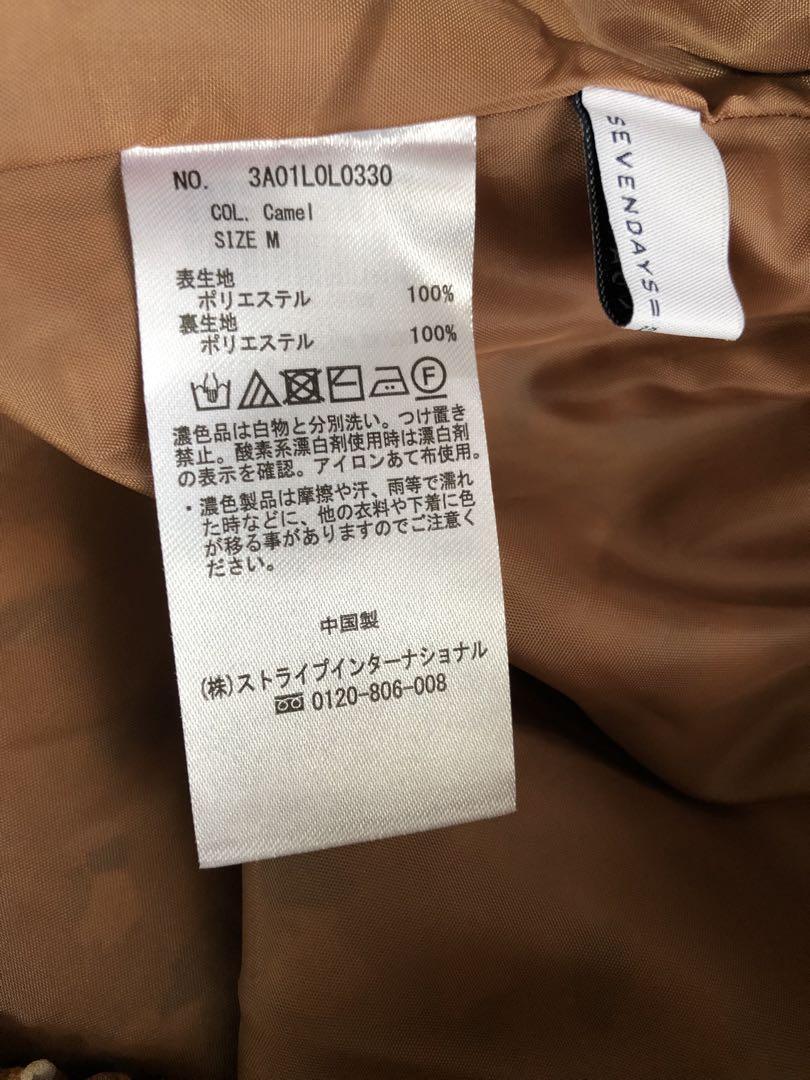 NO. 3A01L0L0330
COL. Camel
SIZE M
表生地
ポリエステル 100%
裏生地
ポリエステル 100%
F
濃色品は白物と分別洗い。つけ置き
禁止。酸素系漂白剤使用時は漂白剤
の表示を確認。アイロンあて布使用。
・濃色製品は摩擦や汗、雨等で濡れ
た時などに、他の衣料や下着に色
が移る事がありますのでご注意く
ださい。
中国製
(株)ストライプインターナショナル
0120-806-008
SEVENDAYS=